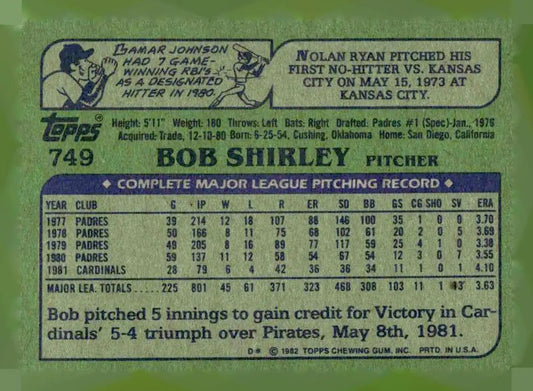 LAMAR JOHNSON
HAD 7 GAME-
WINNING RBI's
AS A DESIGNATED
HITTER IN 1980.
NOLAN RYAN PITCHED HIS
FIRST NO-HITTER VS. KANSAS
CITY ON MAY 15, 1973 AT
KANSAS CITY.
Topps®
Height: 5'11" Weight: 180 Throws: Left Bats: Right Drafted: Padres #1 (Spec)-Jan., 1976
Acquired: Trade, 12-10-80 Born: 6-25-54, Cushing, Oklahoma Home: San Diego, California
749 BOB SHIRLEY PITCHER
◆ COMPLETE MAJOR LEAGUE PITCHING RECORD ◆
YEAR CLUB G IP W L R ER SO BB GS CG SHO SV ERA
1977 PADRES 39 214 12 18 107 88 146 100 35 1 0 0 3.70
1978 PADRES 50 166 8 11 75 68 102 61 20 2 0 5 3.69
1979 PADRES 49 205 8 16 89 77 117 59 25 4 1 0 3.38
1980 PADRES 59 137 11 12 58 54 67 54 12 3 0 7 3.55
1981 CARDINALS 28 79 6 4 42 36 36 34 11 1 0 1 4.10
MAJOR LEA. TOTALS ..... 225 801 45 61 371 323 468 308 103 11 1 13 3.63
Bob pitched 5 innings to gain credit for Victory in Car-
dinals' 5-4 triumph over Pirates, May 8th, 1981.
D* © 1982 TOPPS CHEWING GUM, INC. PRTD. IN U.S.A.